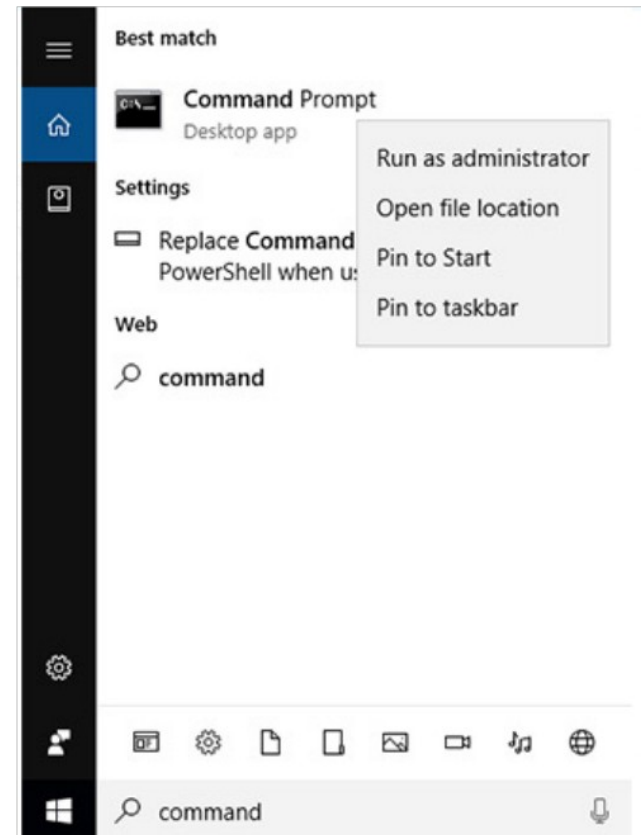 Best match
Command Prompt
Desktop app
Run as administrator
Settings
Open file location
Replace Command
Pin to Start
PowerShell when
Pin to taskbar
Web
command
command